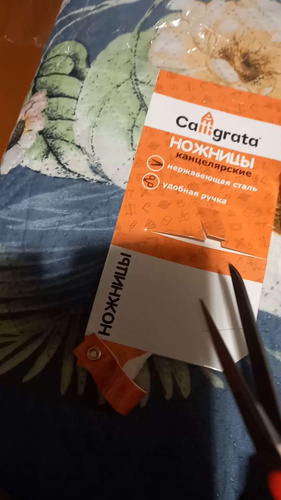 Calligrata®
НОЖНИЦЫ
канцелярские
нержавеющая сталь
удобная ручка
НОЖНИЦЫ